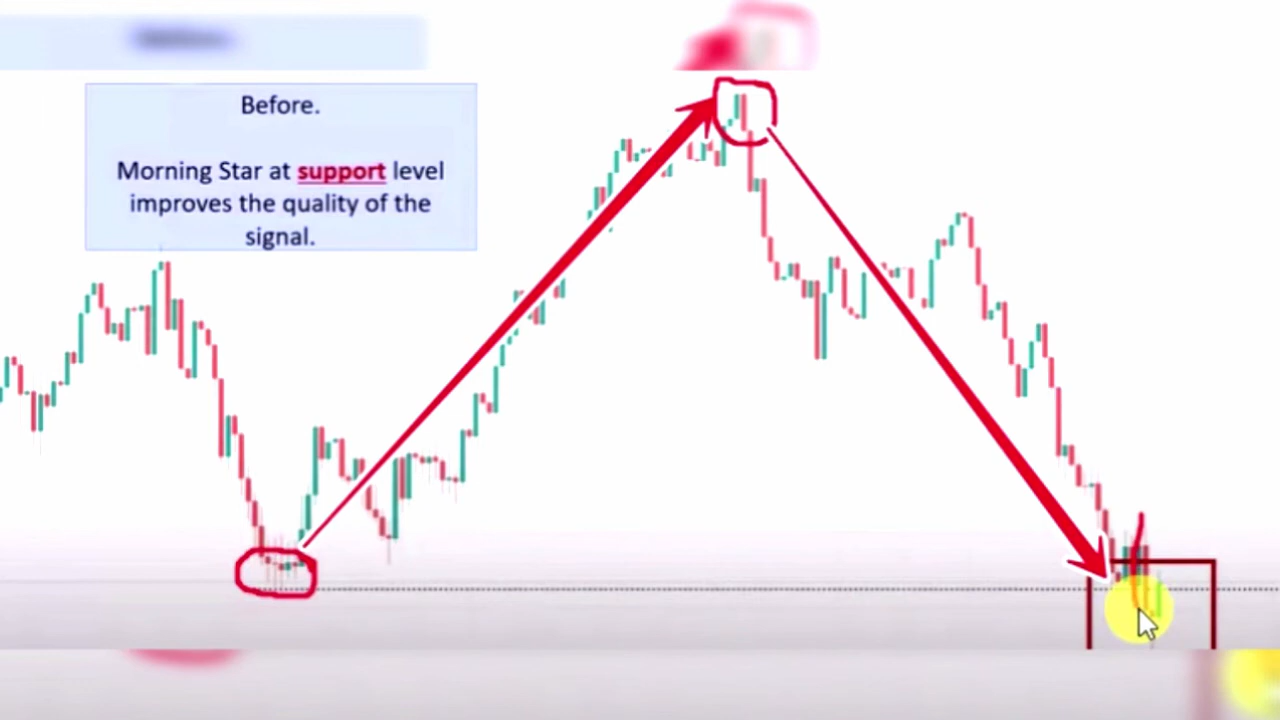 Before.
Morning Star at support level
improves the quality of the
signal.